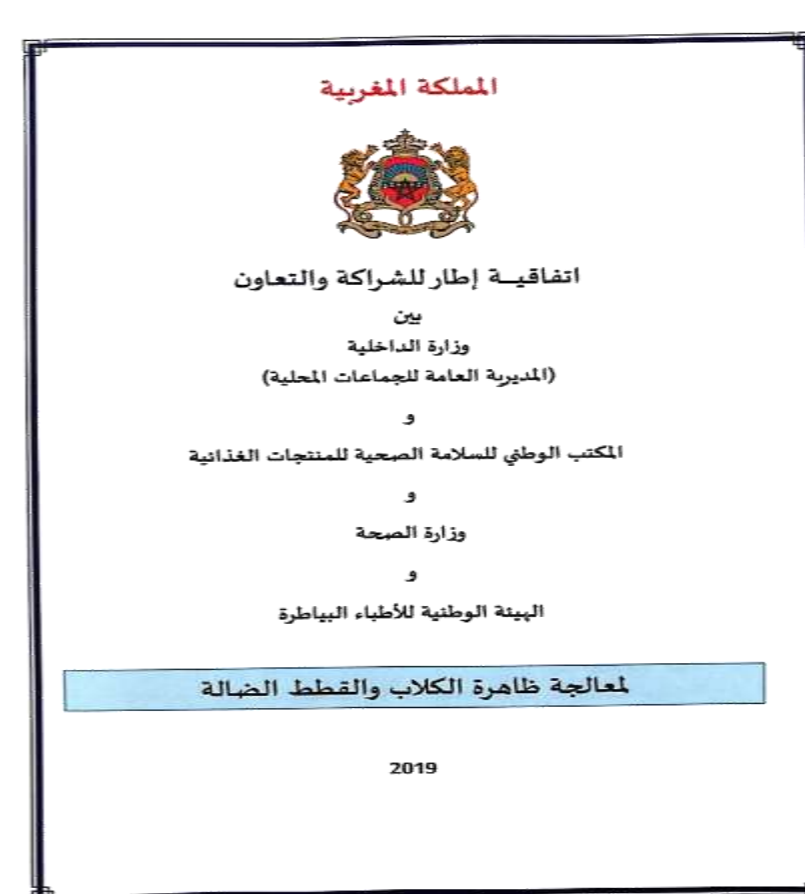 المملكة المغربية
اتفاقيــة إطار للشراكة والتعاون
بين
وزارة الداخلية
(المديرية العامة للجماعات المحلية)
و
المكتب الوطني للسلامة الصحية للمنتجات الغذائية
و
وزارة الصحة
و
الهيئة الوطنية للأطباء البياطرة
لمعالجة ظاهرة الكلاب والقطط الضالة
2019